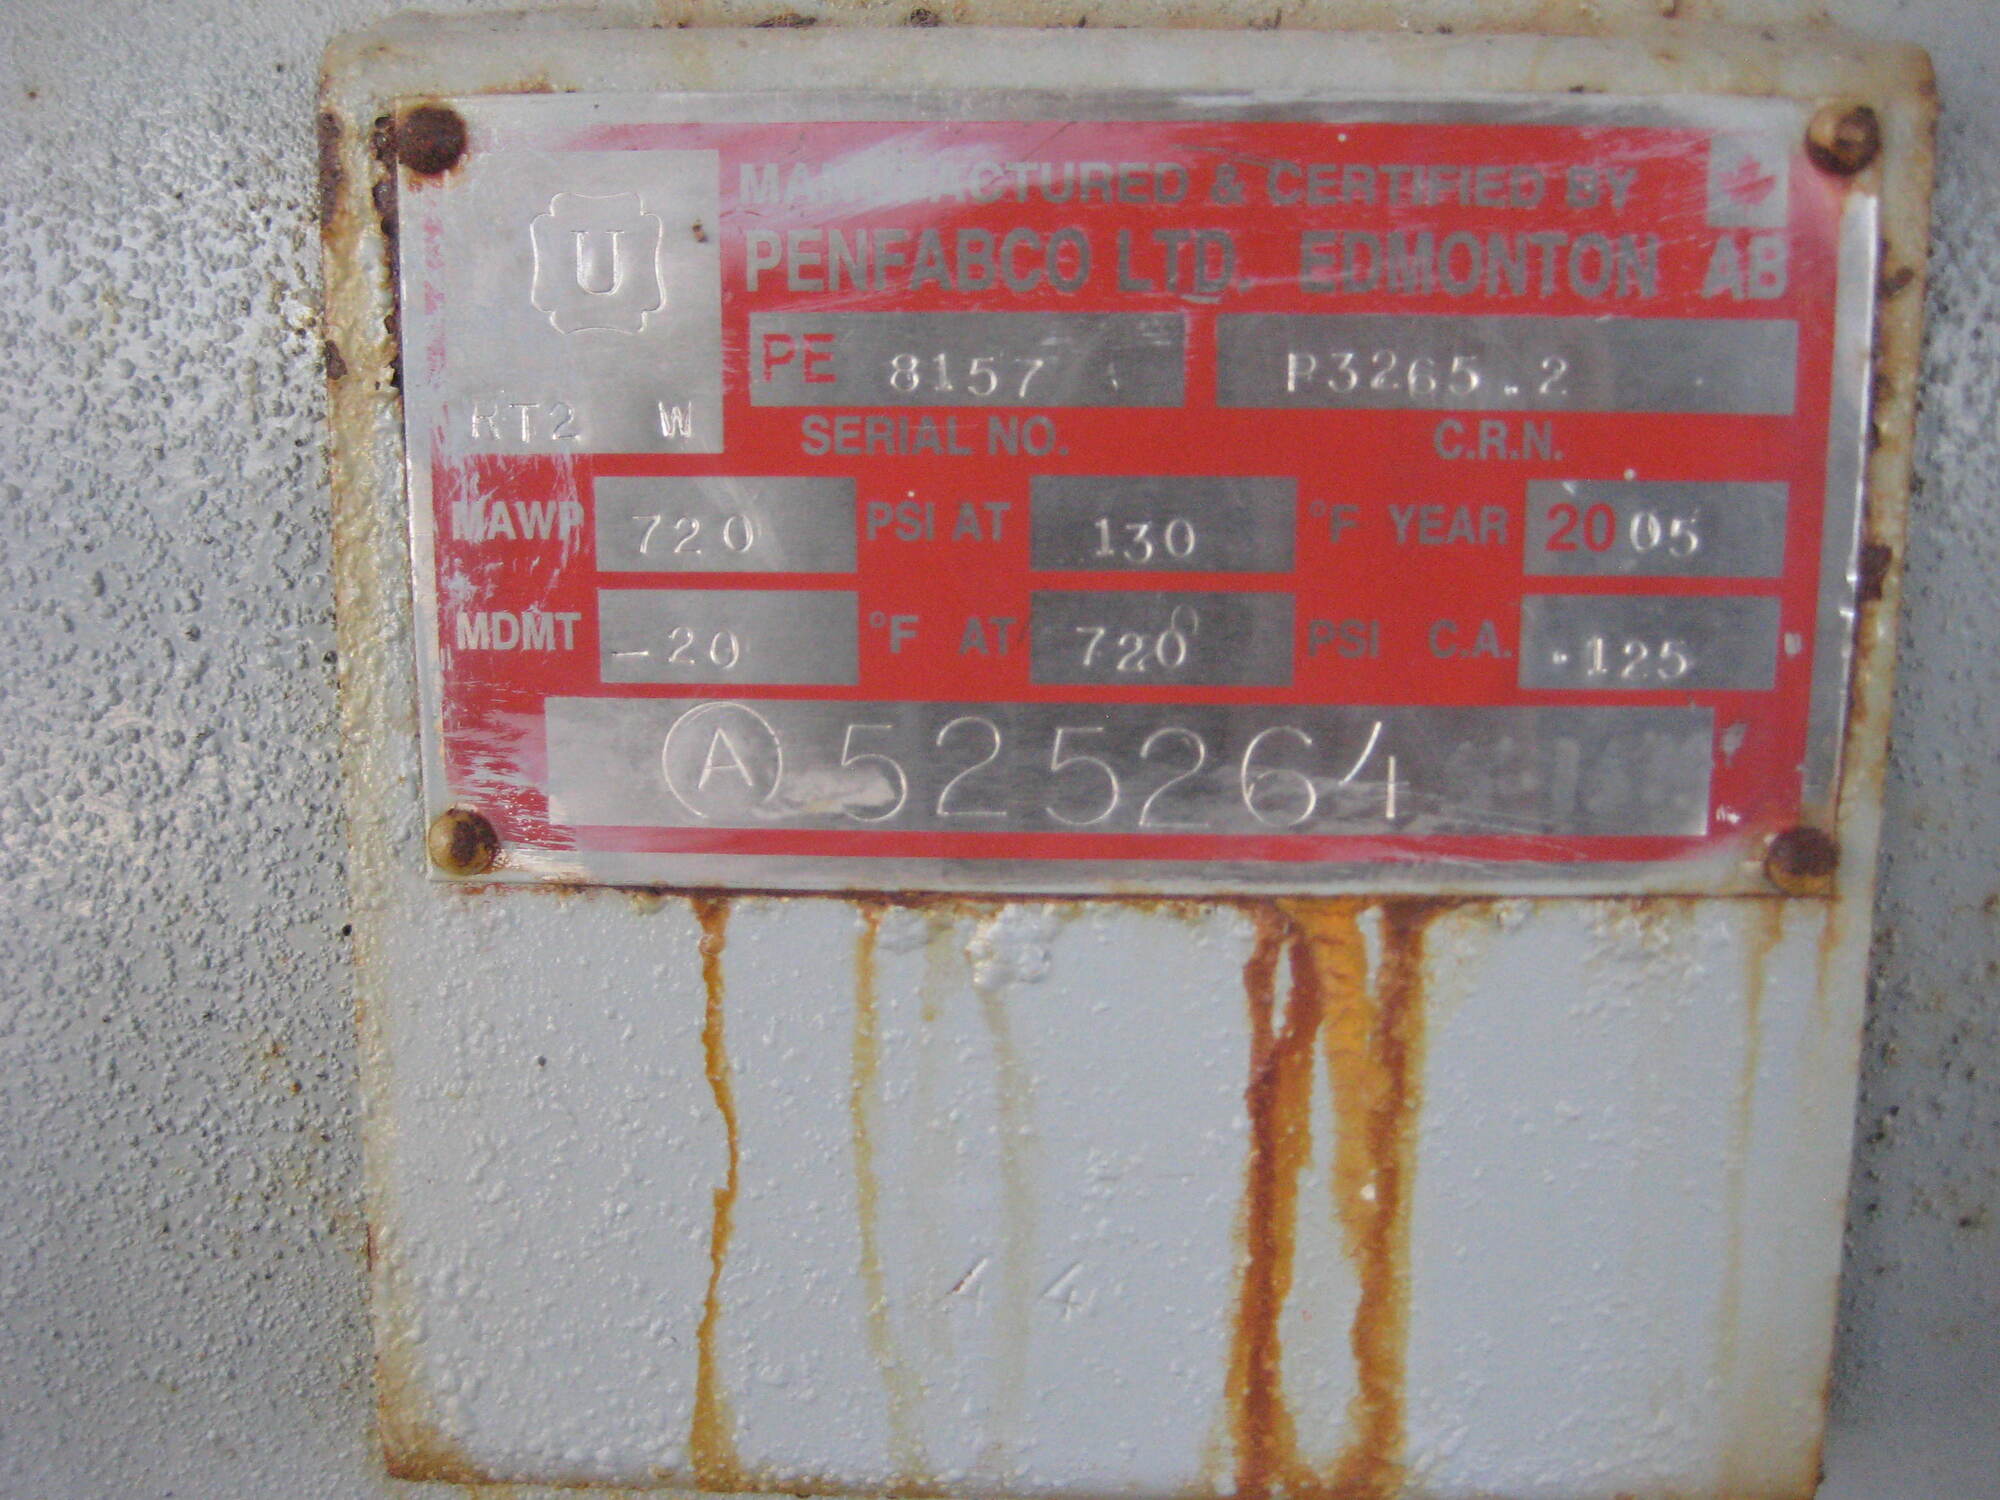 U
RT2 W
MANUFACTURED & CERTIFIED BY
PENFABCO LTD. EDMONTON AB
PE 8157 P3265.2
SERIAL NO. C.R.N.
MAWP 720 PSI AT 130 °F YEAR 2005
MDMT -20 °F AT 720 PSI C.A. .125
A 525264
44